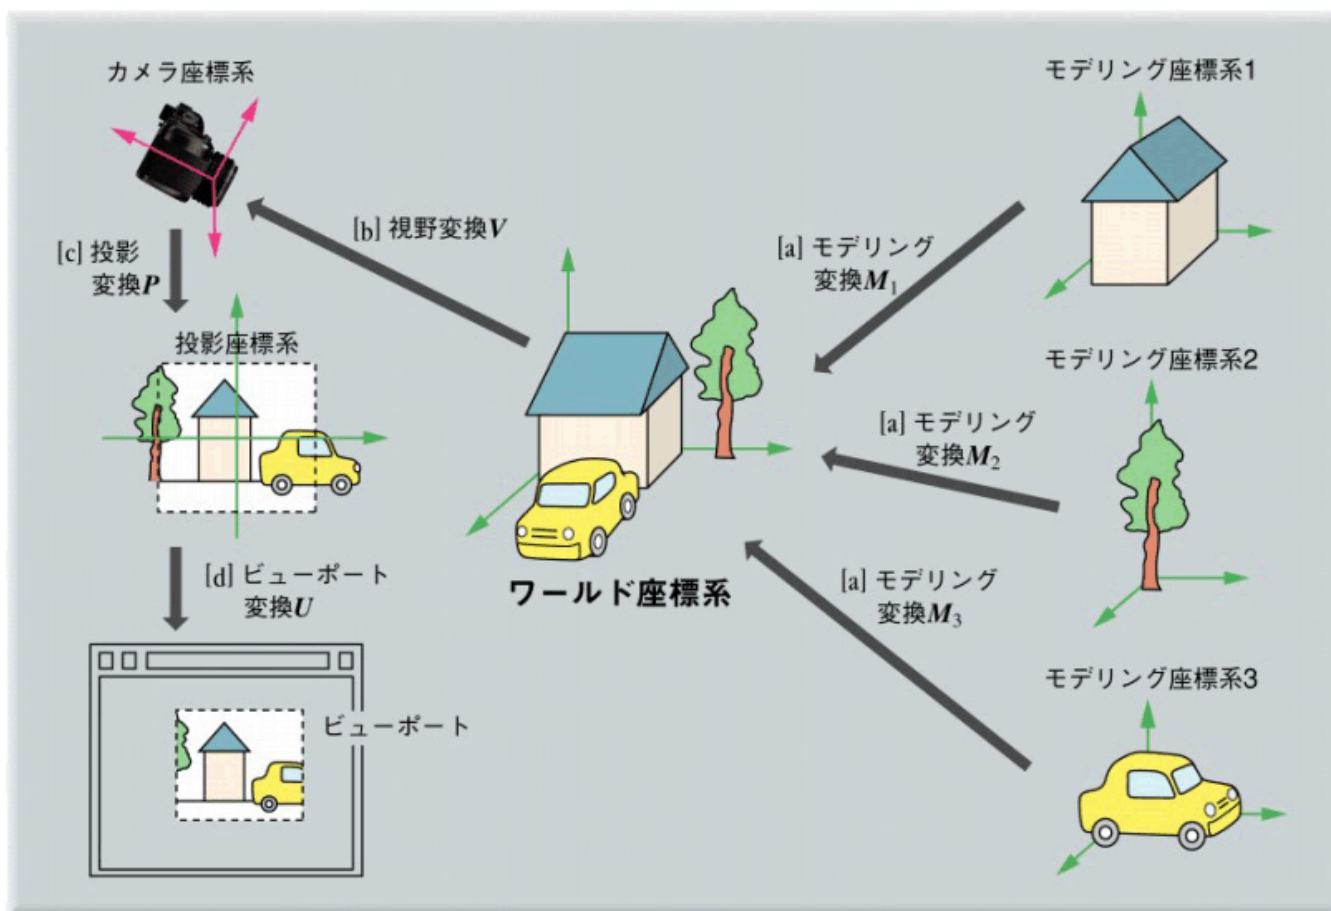 カメラ座標系
モデリング座標系1
[b] 視野変換V
[a] モデリング
変換M1
[c] 投影
変換P
投影座標系
モデリング座標系2
[a] モデリング
変換M2
[d] ビューポート
変換U
ワールド座標系
[a] モデリング
変換M3
モデリング座標系3
ビューポート